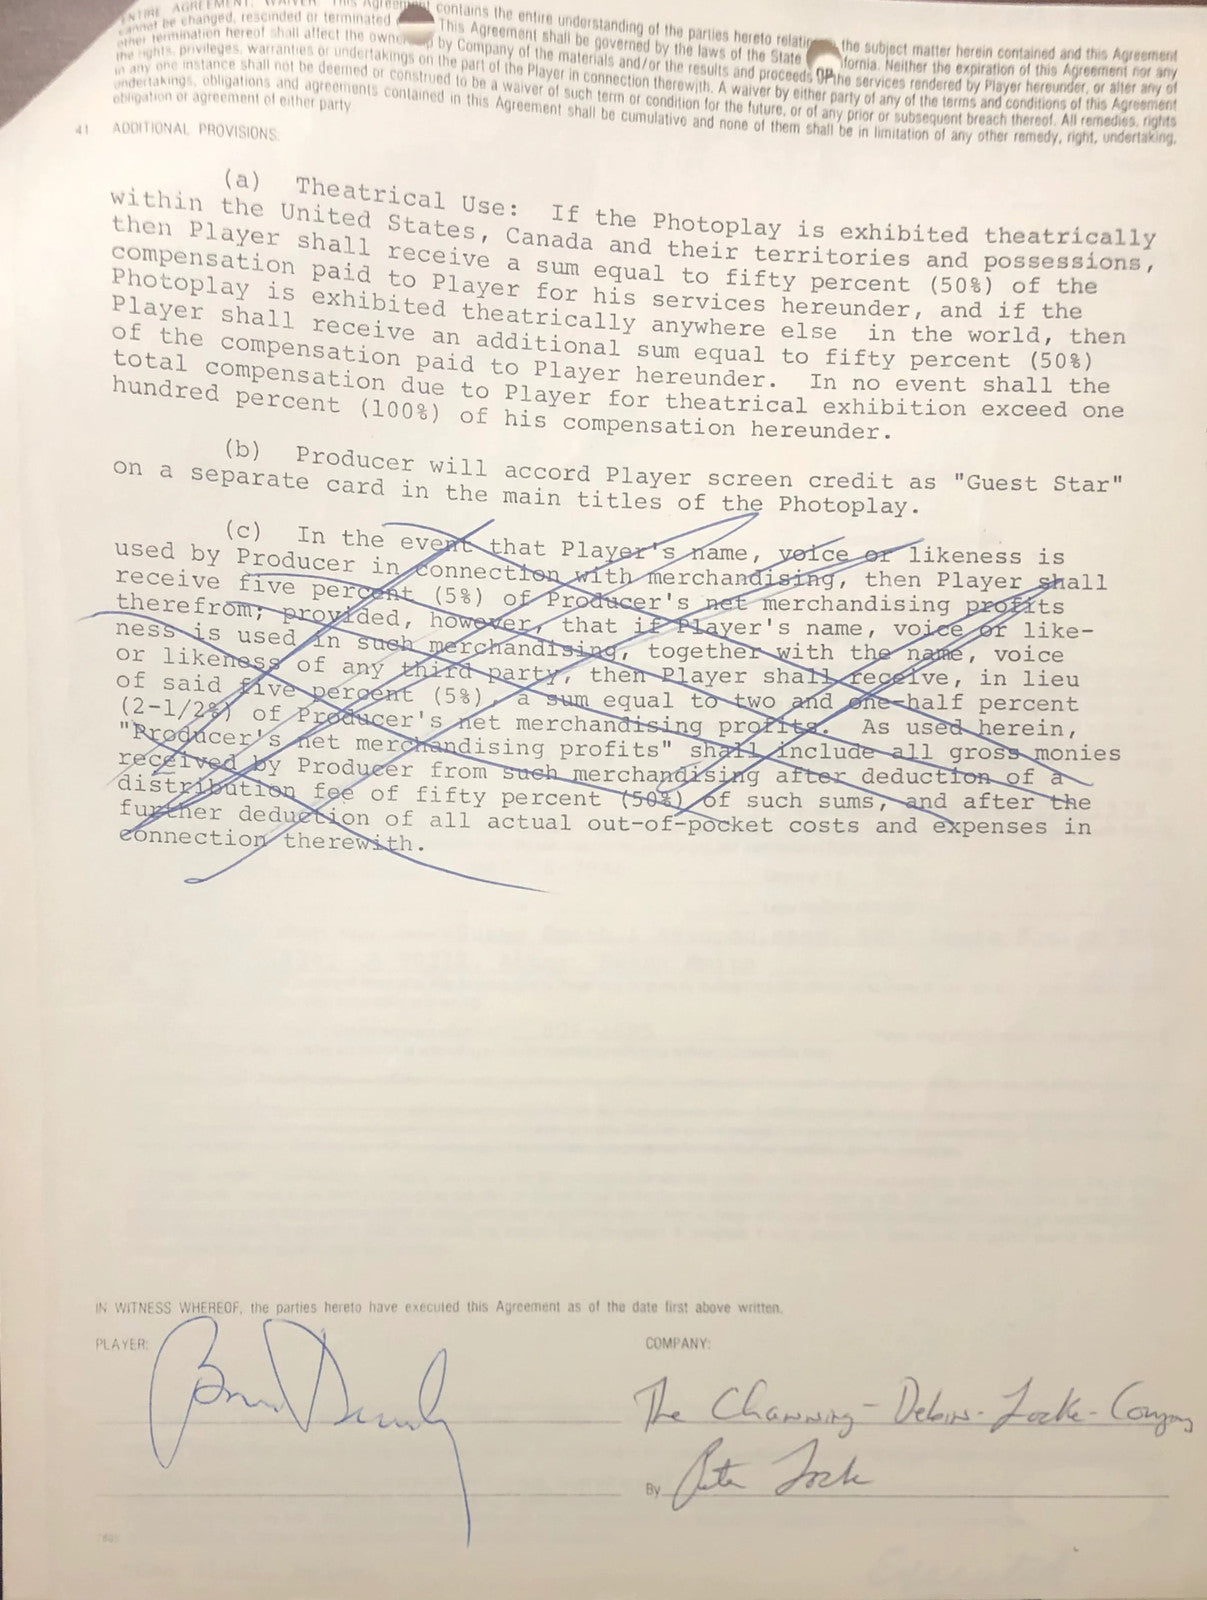 ENTIRE AGREEMENT; WAIVER This Agreement contains the entire understanding of the parties hereto relating the subject matter herein contained and this Agreement
cannot be changed, rescinded or terminated This Agreement shall be governed by the laws of the State fornia. Neither the expiration of this Agreement nor any
other termination hereof shall affect the owner p by Company of the materials and/or the results and proceeds of the services rendered by Player hereunder, or alter any of
the rights, privileges, warranties or undertakings on the part of the Player in connection therewith. A waiver by either party of any of the terms and conditions of this Agreement
in any one instance shall not be deemed or construed to be a waiver of such term or condition for the future, or of any prior or subsequent breach thereof. All remedies, rights
undertakings, obligations and agreements contained in this Agreement shall be cumulative and none of them shall be in limitation of any other remedy, right, undertaking,
obligation or agreement of either party
41 ADDITIONAL PROVISIONS:
(a) Theatrical Use: If the Photoplay is exhibited theatrically
within the United States, Canada and their territories and possessions,
then Player shall receive a sum equal to fifty percent (50%) of the
compensation paid to Player for his services hereunder, and if the
Photoplay is exhibited theatrically anywhere else in the world, then
Player shall receive an additional sum equal to fifty percent (50%)
of the compensation paid to Player hereunder. In no event shall the
total compensation due to Player for theatrical exhibition exceed one
hundred percent (100%) of his compensation hereunder.
(b) Producer will accord Player screen credit as "Guest Star"
on a separate card in the main titles of the Photoplay.
(c) In the event that Player's name, voice or likeness is
used by Producer in connection with merchandising, then Player shall
receive five percent (5%) of Producer's net merchandising profits
therefrom; provided, however, that if Player's name, voice or like-
ness is used in such merchandising, together with the name, voice
or likeness of any third party, then Player shall receive, in lieu
of said five percent (5%), a sum equal to two and one-half percent
(2-1/2%) of Producer's net merchandising profits. As used herein,
"Producer's net merchandising profits" shall include all gross monies
received by Producer from such merchandising after deduction of a
distribution fee of fifty percent (50%) of such sums, and after the
further deduction of all actual out-of-pocket costs and expenses in
connection therewith.
IN WITNESS WHEREOF, the parties hereto have executed this Agreement as of the date first above written.
PLAYER: COMPANY:
The Channing-Debin-Locke-Company
By Peter Locke